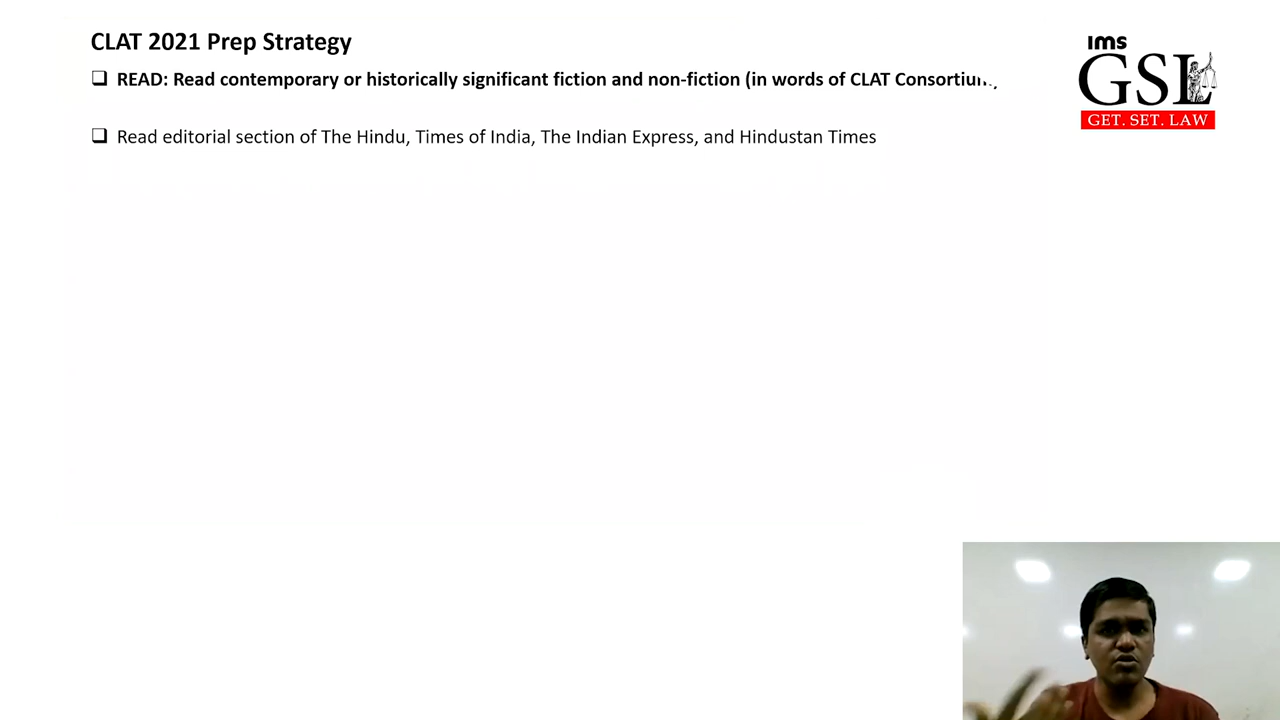 CLAT 2021 Prep Strategy
READ: Read contemporary or historically significant fiction and non-fiction (in words of CLAT Consortium)
Read editorial section of The Hindu, Times of India, The Indian Express, and Hindustan Times
ims
GSL
GET. SET. LAW